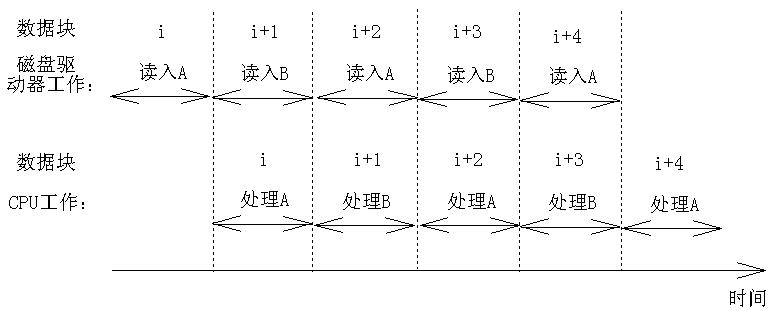 数据块 i i+1 i+2 i+3 i+4
磁盘驱 读入A 读入B 读入A 读入B 读入A
动器工作:
数据块 i i+1 i+2 i+3 i+4
CPU工作: 处理A 处理B 处理A 处理B 处理A
时间